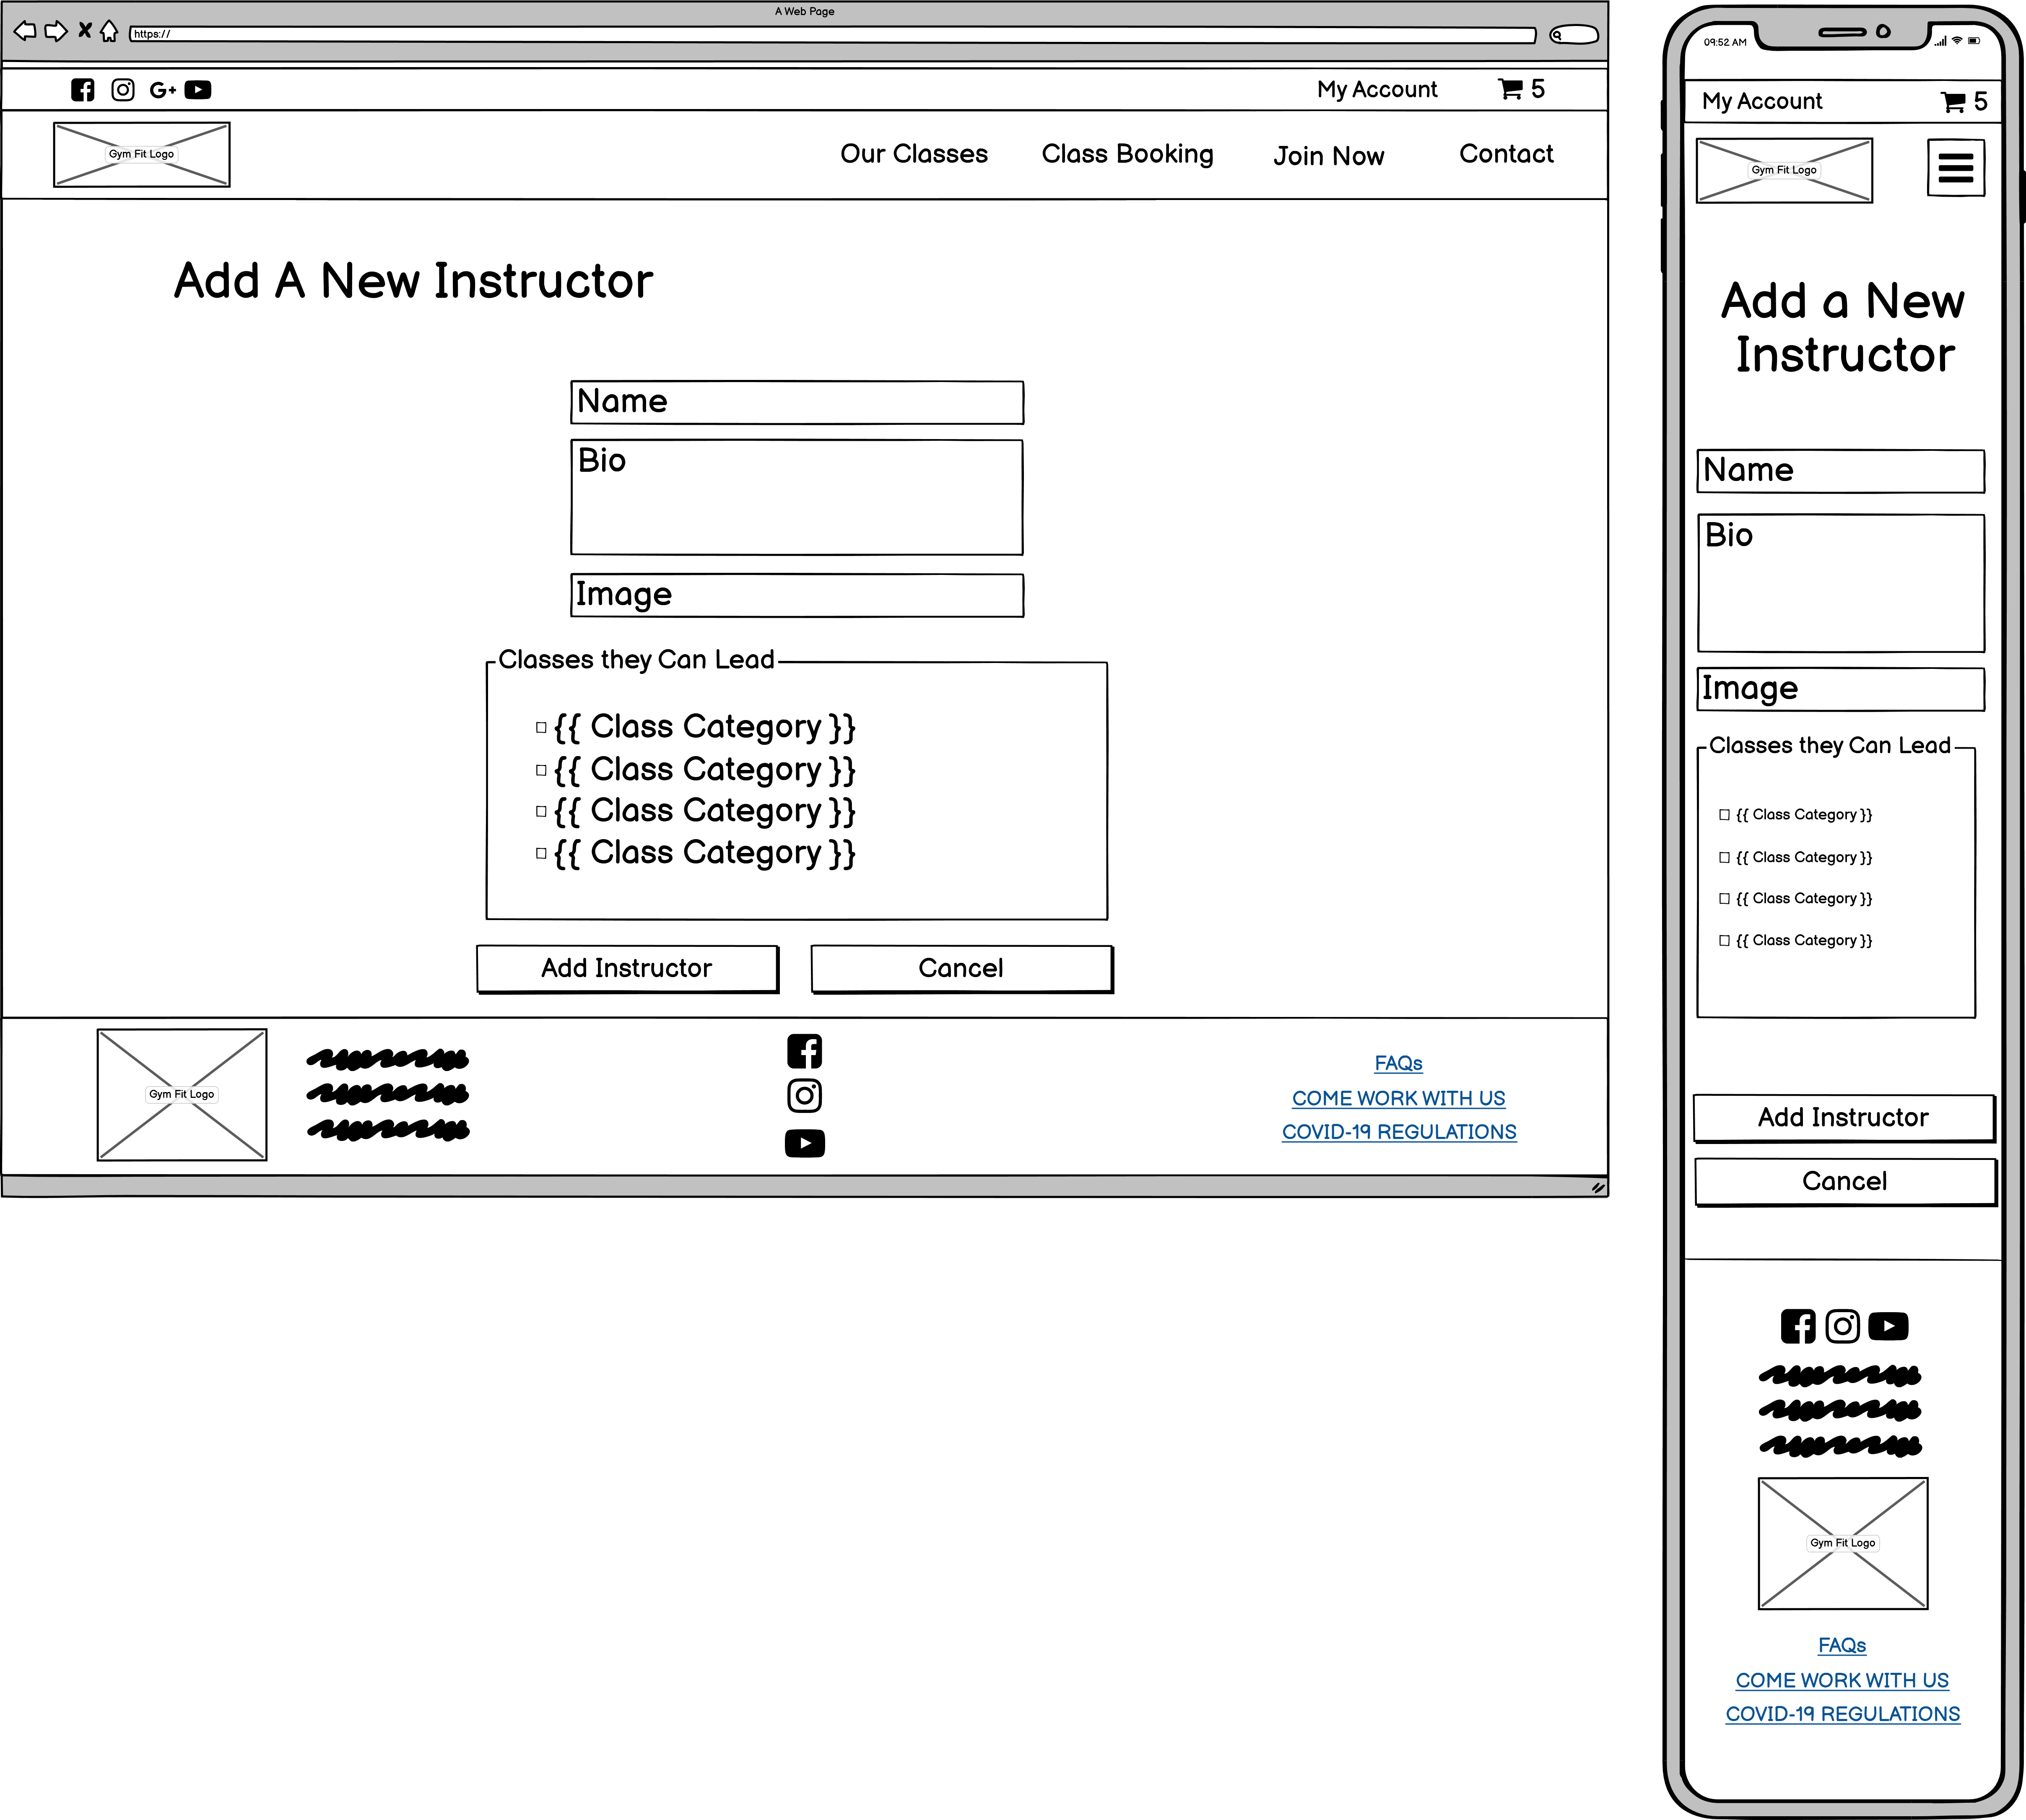 A Web Page
https://
My Account 5
Gym Fit Logo
Our Classes Class Booking Join Now Contact
Add A New Instructor
Name
Bio
Image
Classes they Can Lead
{{ Class Category }}
{{ Class Category }}
{{ Class Category }}
{{ Class Category }}
Add Instructor Cancel
Gym Fit Logo
FAQs
COME WORK WITH US
COVID-19 REGULATIONS
09:52 AM
My Account 5
Gym Fit Logo
Add a New
Instructor
Name
Bio
Image
Classes they Can Lead
{{ Class Category }}
{{ Class Category }}
{{ Class Category }}
{{ Class Category }}
Add Instructor
Cancel
Gym Fit Logo
FAQs
COME WORK WITH US
COVID-19 REGULATIONS